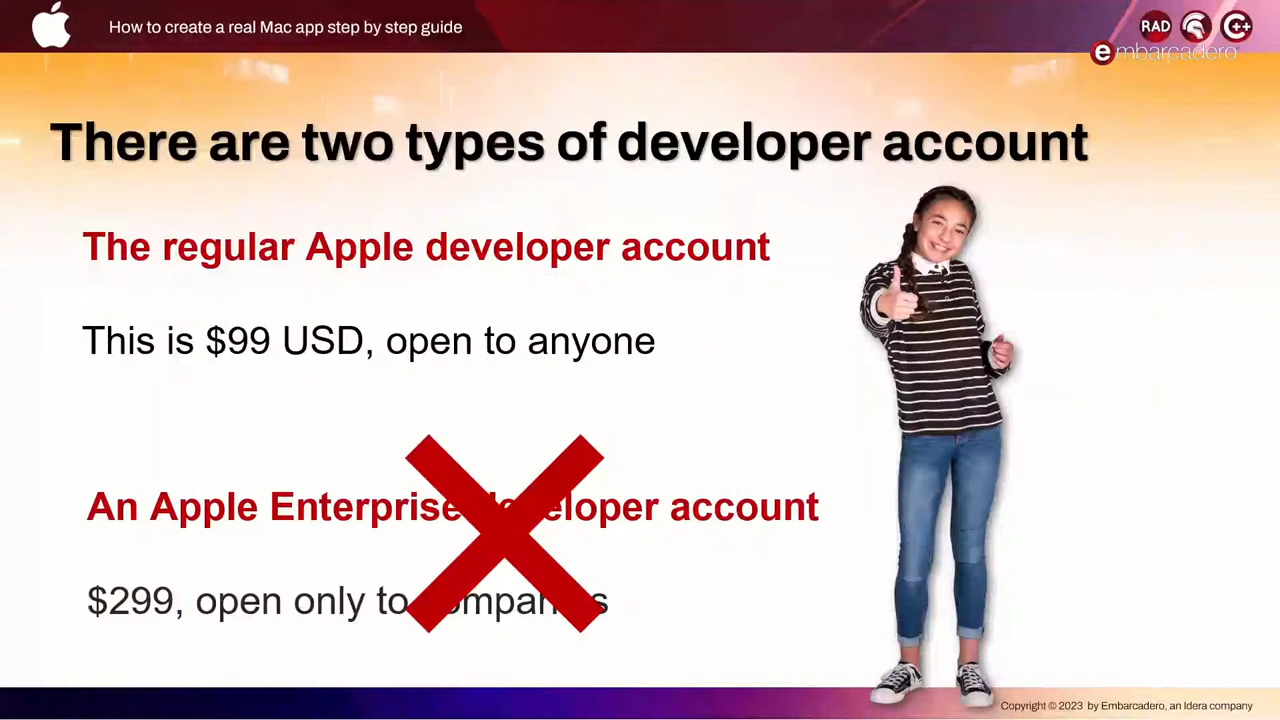 How to create a real Mac app step by step guide
RAD
C++
embarcadero
There are two types of developer account
The regular Apple developer account
This is $99 USD, open to anyone
An Apple Enterprise developer account
$299, open only to companies
Copyright © 2023 by Embarcadero, an Idera company